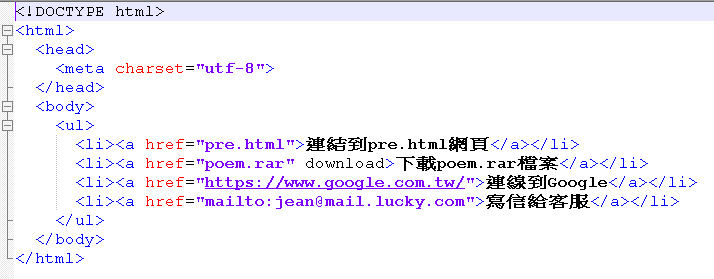 <!DOCTYPE html>
<html>
<head>
<meta charset="utf-8">
</head>
<body>
<ul>
<li><a href="pre.html">連結到pre.html網頁</a></li>
<li><a href="poem.rar" download>下載poem.rar檔案</a></li>
<li><a href="https://www.google.com.tw/">連線到Google</a></li>
<li><a href="mailto:jean@mail.lucky.com">寫信給客服</a></li>
</ul>
</body>
</html>